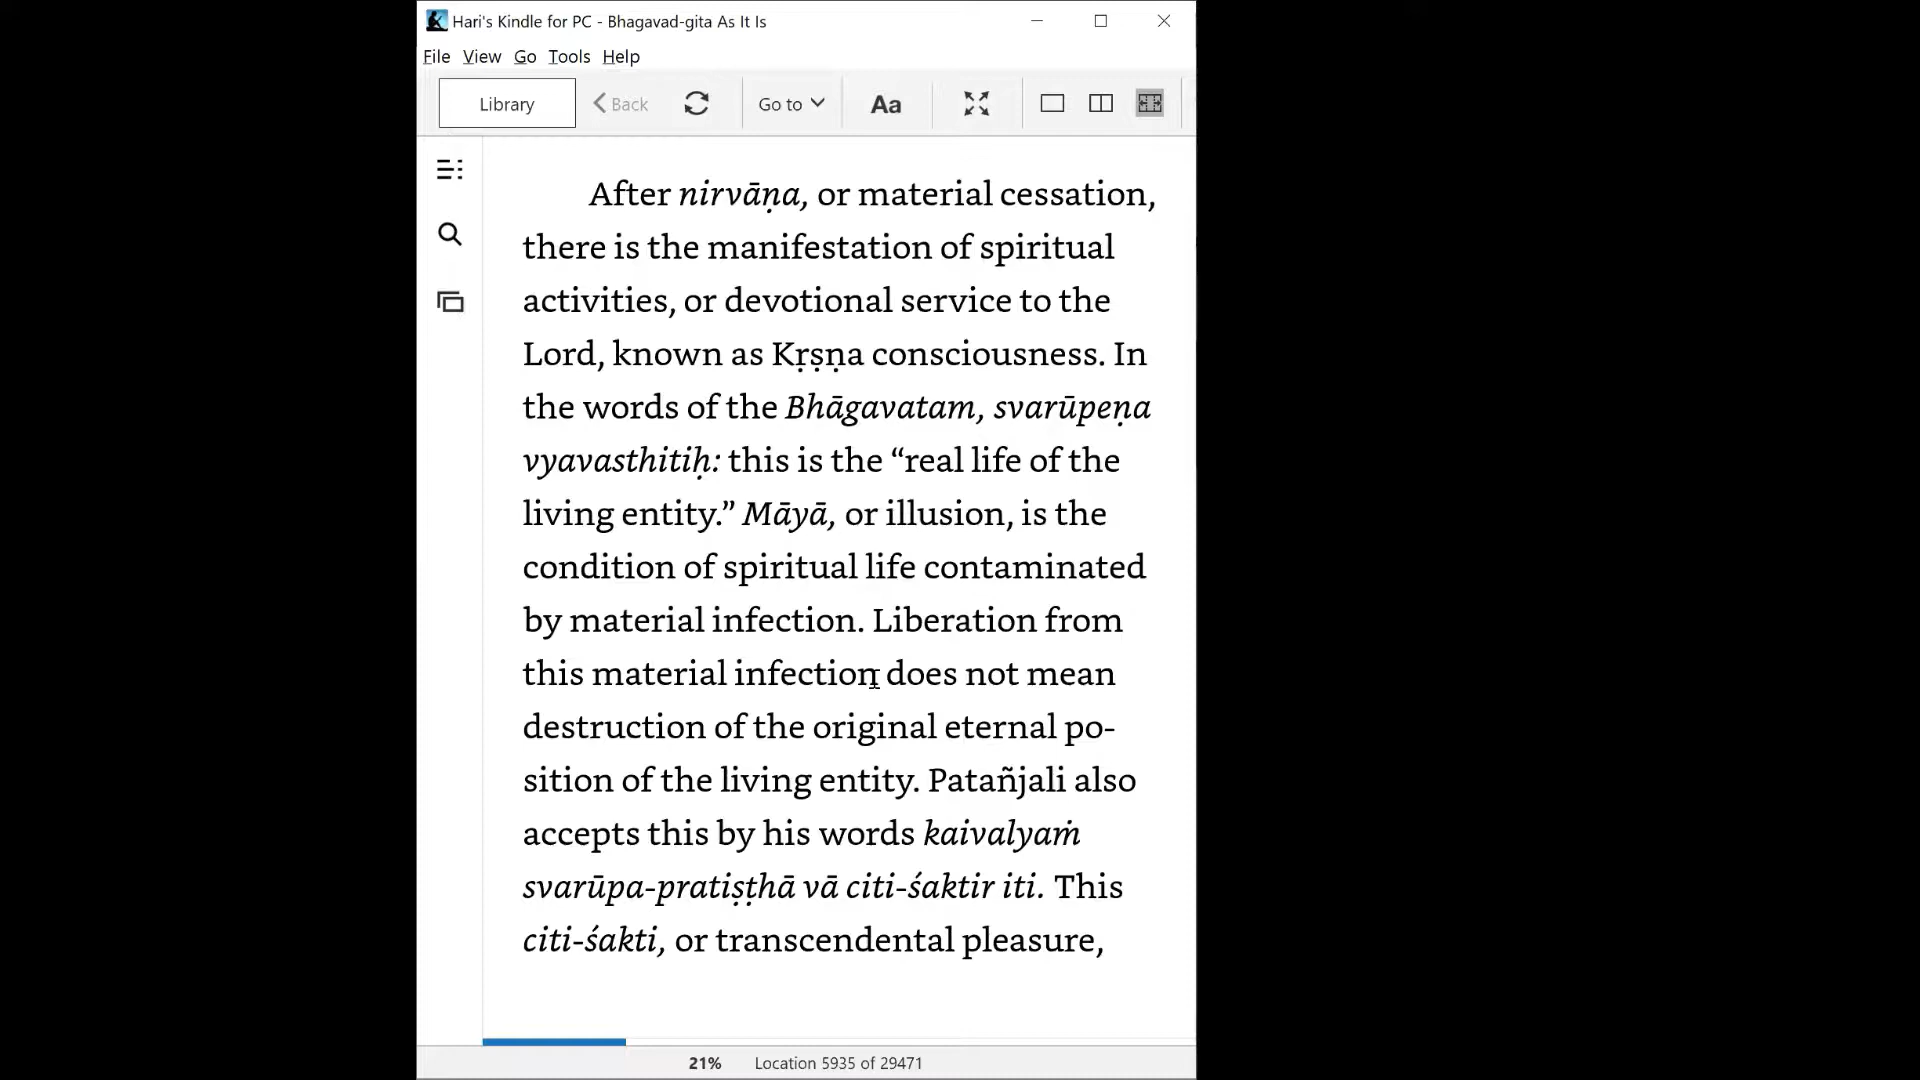 Hari's Kindle for PC - Bhagavad-gita As It Is
File View Go Tools Help
Library Back Go to Aa
After nirvāṇa, or material cessation,
there is the manifestation of spiritual
activities, or devotional service to the
Lord, known as Kṛṣṇa consciousness. In
the words of the Bhāgavatam, svarūpeṇa
vyavasthitiḥ: this is the “real life of the
living entity.” Māyā, or illusion, is the
condition of spiritual life contaminated
by material infection. Liberation from
this material infection does not mean
destruction of the original eternal po-
sition of the living entity. Patañjali also
accepts this by his words kaivalyaṁ
svarūpa-pratiṣṭhā vā citi-śaktir iti. This
citi-śakti, or transcendental pleasure,
21% Location 5935 of 29471